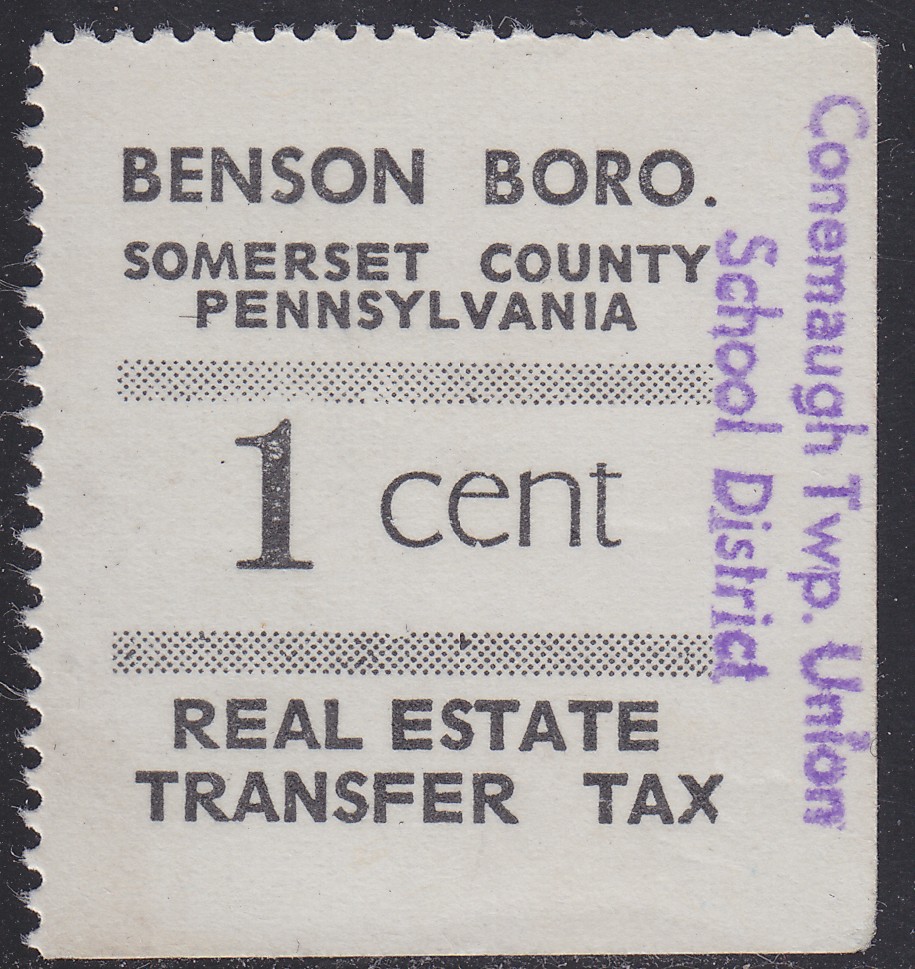 BENSON BORO.
SOMERSET COUNTY
PENNSYLVANIA
1 cent
REAL ESTATE
TRANSFER TAX
Conemaugh Twp. Union
School District